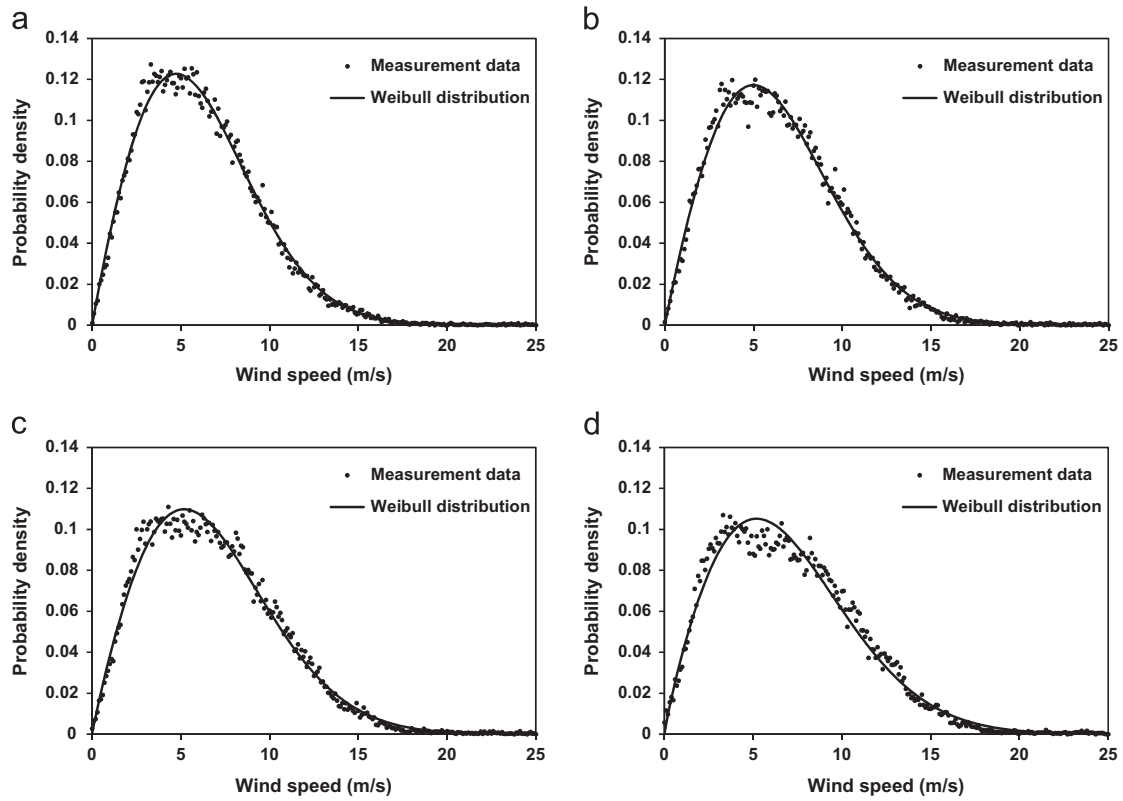 a
0.14
0.12
0.1
0.08
0.06
0.04
0.02
0
0 5 10 15 20 25
Probability density
Wind speed (m/s)
Measurement data
Weibull distribution
b
0.14
0.12
0.1
0.08
0.06
0.04
0.02
0
0 5 10 15 20 25
Probability density
Wind speed (m/s)
Measurement data
Weibull distribution
c
0.14
0.12
0.1
0.08
0.06
0.04
0.02
0
0 5 10 15 20 25
Probability density
Wind speed (m/s)
Measurement data
Weibull distribution
d
0.14
0.12
0.1
0.08
0.06
0.04
0.02
0
0 5 10 15 20 25
Probability density
Wind speed (m/s)
Measurement data
Weibull distribution